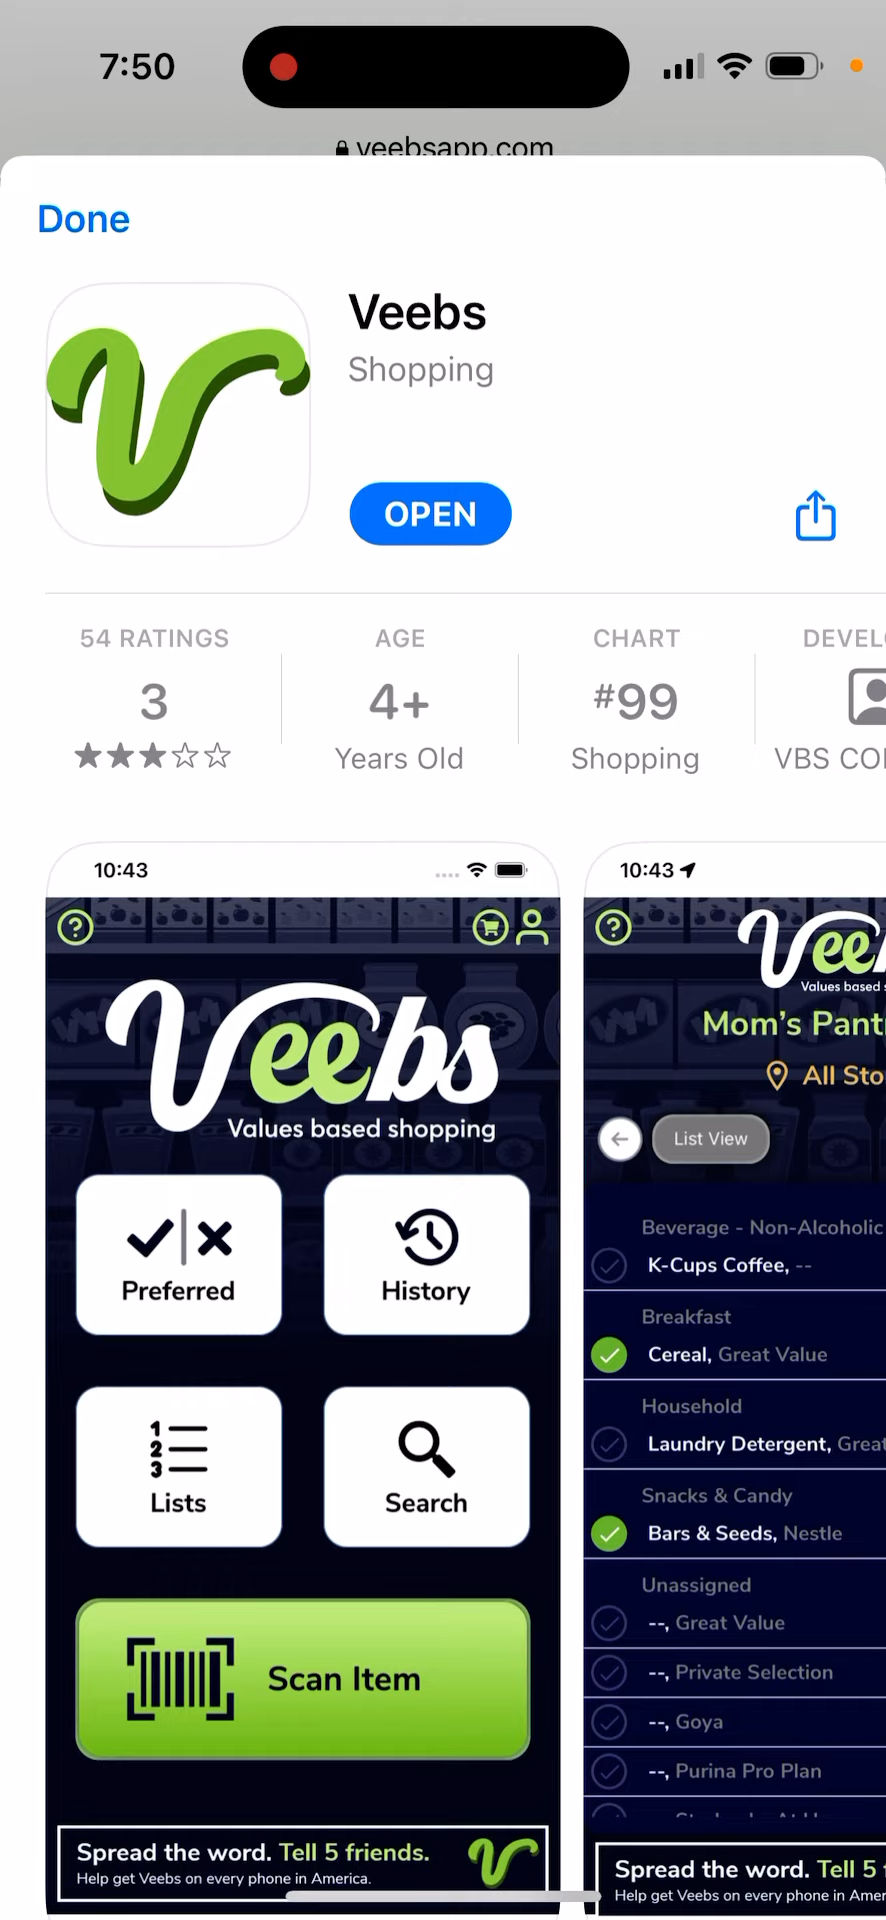 7:50
veebsapp.com
Done
Veebs
Shopping
OPEN
54 RATINGS
3
AGE
4+
Years Old
CHART
#99
Shopping
DEVEL
VBS CO
10:43
Veebs
Values based shopping
Preferred
History
1
2
3
Lists
Search
Scan Item
Spread the word. Tell 5 friends.
Help get Veebs on every phone in America.
10:43
Vee
Values based s
Mom's Pant
All Sto
List View
Beverage - Non-Alcoholic
K-Cups Coffee, --
Breakfast
Cereal, Great Value
Household
Laundry Detergent, Great
Snacks & Candy
Bars & Seeds, Nestle
Unassigned
--, Great Value
--, Private Selection
--, Goya
--, Purina Pro Plan
Spread the word. Tell 5
Help get Veebs on every phone in Amer